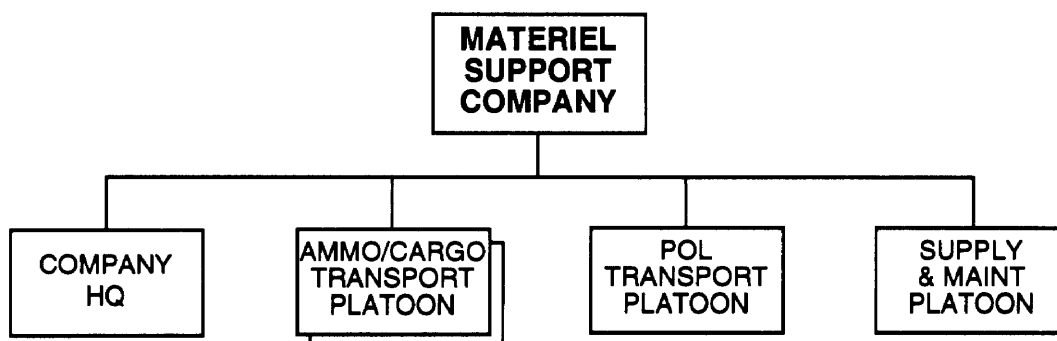 MATERIEL
SUPPORT
COMPANY
COMPANY
HQ
AMMO/CARGO
TRANSPORT
PLATOON
POL
TRANSPORT
PLATOON
SUPPLY
& MAINT
PLATOON